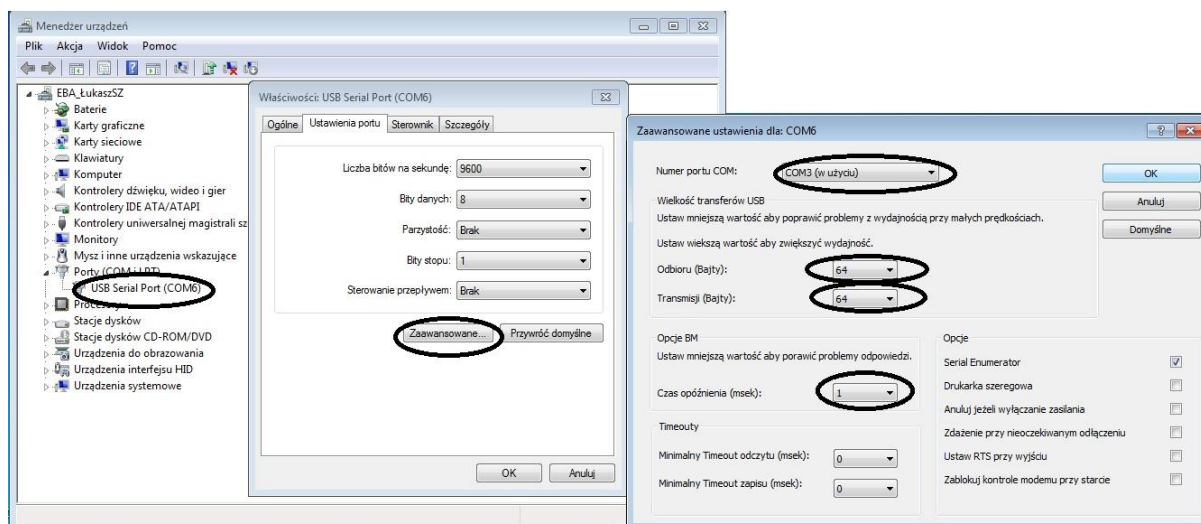 Menedżer urządzeń
Plik Akcja Widok Pomoc
EBA_ŁukaszSZ
Baterie
Karty graficzne
Karty sieciowe
Klawiatury
Komputer
Kontrolery dźwięku, wideo i gier
Kontrolery IDE ATA/ATAPI
Kontrolery uniwersalnej magistrali sz
Monitory
Mysz i inne urządzenia wskazujące
Porty (COM i LPT)
USB Serial Port (COM6)
Stacje dysków
Stacje dysków CD-ROM/DVD
Urządzenia do obrazowania
Urządzenia interfejsu HID
Urządzenia systemowe
Właściwości: USB Serial Port (COM6)
Ogólne Ustawienia portu Sterownik Szczegóły
Liczba bitów na sekundę: 9600
Bity danych: 8
Parzystość: Brak
Bity stopu: 1
Sterowanie przepływem: Brak
Zaawansowane... Przywróć domyślne
OK Anuluj
Zaawansowane ustawienia dla: COM6
Numer portu COM: COM3 (w użyciu)
OK
Anuluj
Domyślne
Wielkość transferów USB
Ustaw mniejszą wartość aby poprawić problemy z wydajnością przy małych prędkościach.
Ustaw wiekszą wartość aby zwiększyć wydajność.
Odbioru (Bajty): 64
Transmisji (Bajty): 64
Opcje BM
Ustaw mniejszą wartość aby porawić problemy odpowiedzi.
Czas opóźnienia (msek): 1
Timeouty
Minimalny Timeout odczytu (msek): 0
Minimalny Timeout zapisu (msek): 0
Opcje
Serial Enumerator
Drukarka szeregowa
Anuluj jeżeli wyłączanie zasilania
Zdażenie przy nieoczekiwanym odłączeniu
Ustaw RTS przy wyjściu
Zablokuj kontrole modemu przy starcie